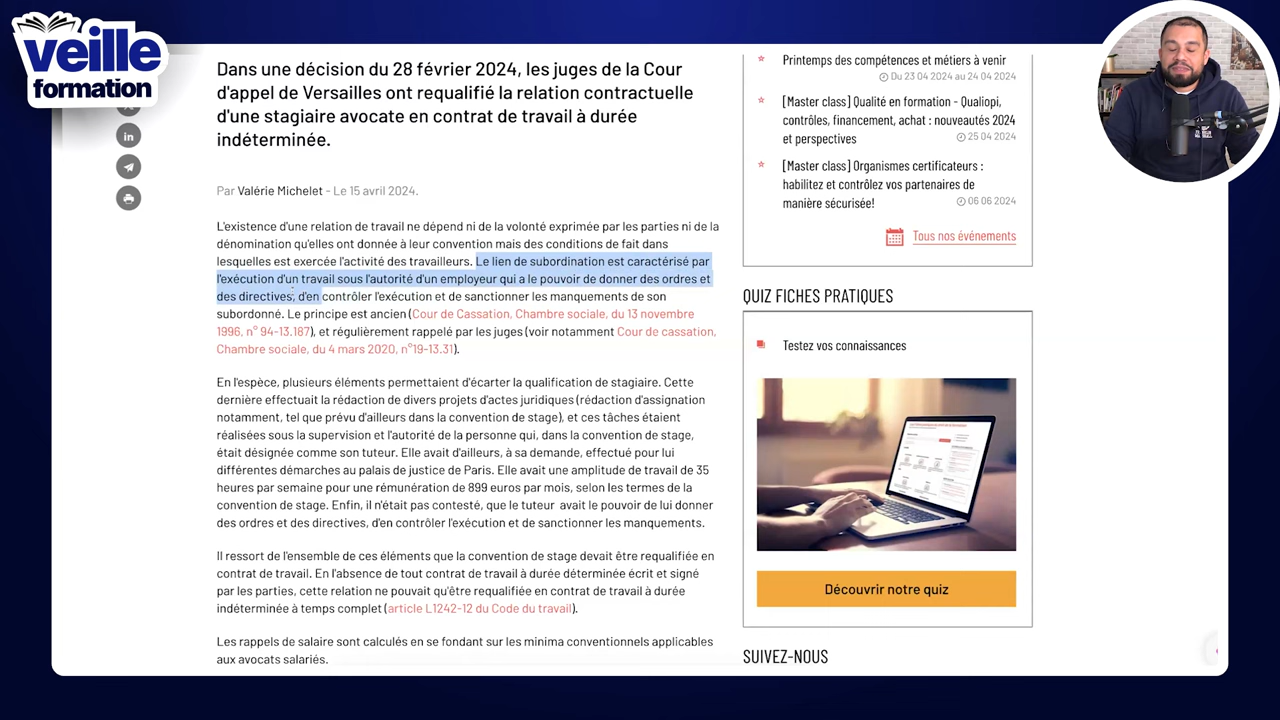 veille
formation
Dans une décision du 28 février 2024, les juges de la Cour
d'appel de Versailles ont requalifié la relation contractuelle
d'une stagiaire avocate en contrat de travail à durée
indéterminée.
Par Valérie Michelet - Le 15 avril 2024.
L'existence d'une relation de travail ne dépend ni de la volonté exprimée par les parties ni de la
dénomination qu'elles ont donnée à leur convention mais des conditions de fait dans
lesquelles est exercée l'activité des travailleurs. Le lien de subordination est caractérisé par
l'exécution d'un travail sous l'autorité d'un employeur qui a le pouvoir de donner des ordres et
des directives, d'en contrôler l'exécution et de sanctionner les manquements de son
subordonné. Le principe est ancien (Cour de Cassation, Chambre sociale, du 13 novembre
1996, n° 94-13.187), et régulièrement rappelé par les juges (voir notamment Cour de cassation,
Chambre sociale, du 4 mars 2020, n°19-13.31).
En l'espèce, plusieurs éléments permettaient d'écarter la qualification de stagiaire. Cette
dernière effectuait la rédaction de divers projets d'actes juridiques (rédaction d'assignation
notamment, tel que prévu d'ailleurs dans la convention de stage), et ces tâches étaient
réalisées sous la supervision et l'autorité de la personne qui, dans la convention de stage,
était désignée comme son tuteur. Elle avait d'ailleurs, à sa demande, effectué pour lui
différentes démarches au palais de justice de Paris. Elle avait une amplitude de travail de 35
heures par semaine pour une rémunération de 899 euros par mois, selon les termes de la
convention de stage. Enfin, il n'était pas contesté, que le tuteur avait le pouvoir de lui donner
des ordres et des directives, d'en contrôler l'exécution et de sanctionner les manquements.
Il ressort de l'ensemble de ces éléments que la convention de stage devait être requalifiée en
contrat de travail. En l'absence de tout contrat de travail à durée déterminée écrit et signé
par les parties, cette relation ne pouvait qu'être requalifiée en contrat de travail à durée
indéterminée à temps complet (article L1242-12 du Code du travail).
Les rappels de salaire sont calculés en se fondant sur les minima conventionnels applicables
aux avocats salariés.
Printemps des compétences et métiers à venir
Du 23 04 2024 au 24 04 2024
[Master class] Qualité en formation - Qualiopi,
contrôles, financement, achat : nouveautés 2024
et perspectives
25 04 2024
[Master class] Organismes certificateurs :
habilitez et contrôlez vos partenaires de
manière sécurisée!
06 06 2024
Tous nos événements
QUIZ FICHES PRATIQUES
Testez vos connaissances
Découvrir notre quiz
SUIVEZ-NOUS